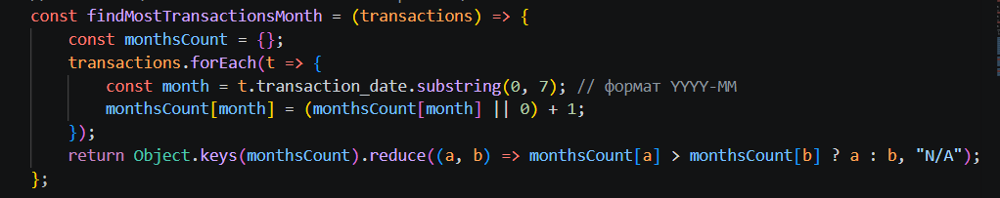 const findMostTransactionsMonth = (transactions) => {
    const monthsCount = {};
    transactions.forEach(t => {
        const month = t.transaction_date.substring(0, 7); // формат YYYY-MM
        monthsCount[month] = (monthsCount[month] || 0) + 1;
    });
    return Object.keys(monthsCount).reduce((a, b) => monthsCount[a] > monthsCount[b] ? a : b, "N/A");
};